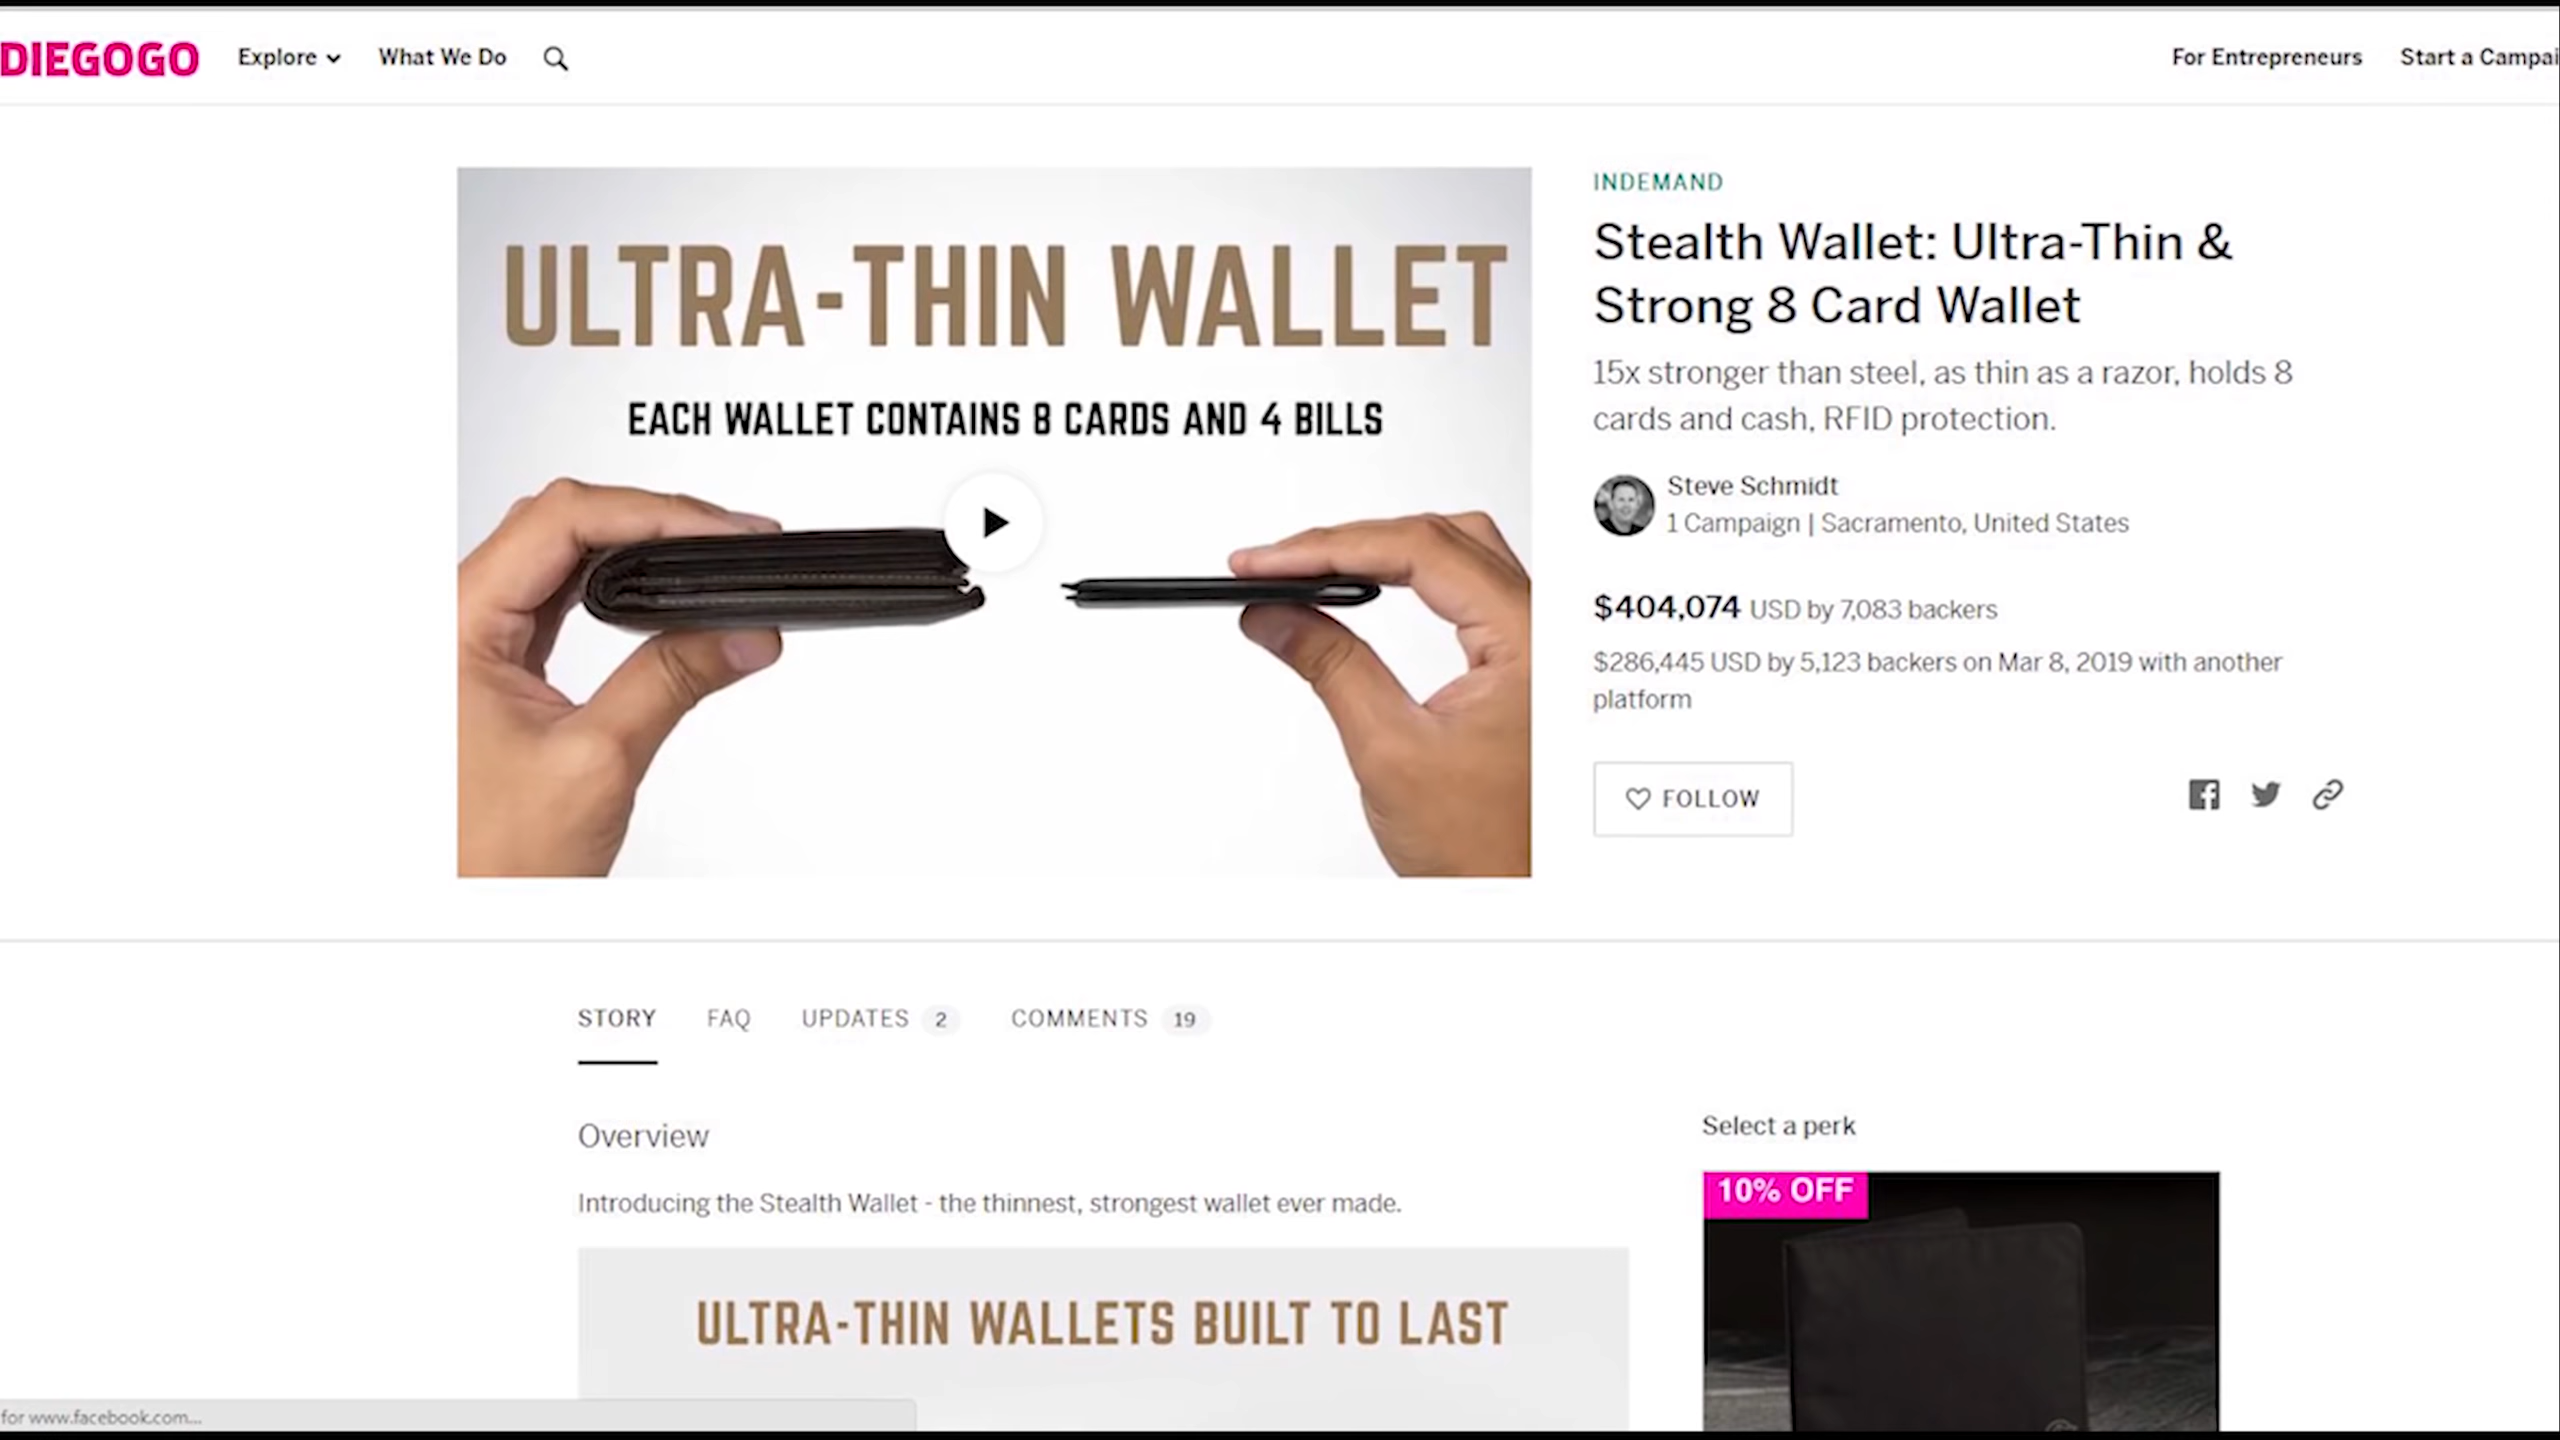 DIEGOGO
Explore
What We Do
For Entrepreneurs
Start a Campai
ULTRA-THIN WALLET
EACH WALLET CONTAINS 8 CARDS AND 4 BILLS
INDEMAND
Stealth Wallet: Ultra-Thin &
Strong 8 Card Wallet
15x stronger than steel, as thin as a razor, holds 8
cards and cash, RFID protection.
Steve Schmidt
1 Campaign | Sacramento, United States
$404,074 USD by 7,083 backers
$286,445 USD by 5,123 backers on Mar 8, 2019 with another
platform
FOLLOW
STORY FAQ UPDATES 2 COMMENTS 19
Overview
Introducing the Stealth Wallet - the thinnest, strongest wallet ever made.
ULTRA-THIN WALLETS BUILT TO LAST
Select a perk
10% OFF
for www.facebook.com...